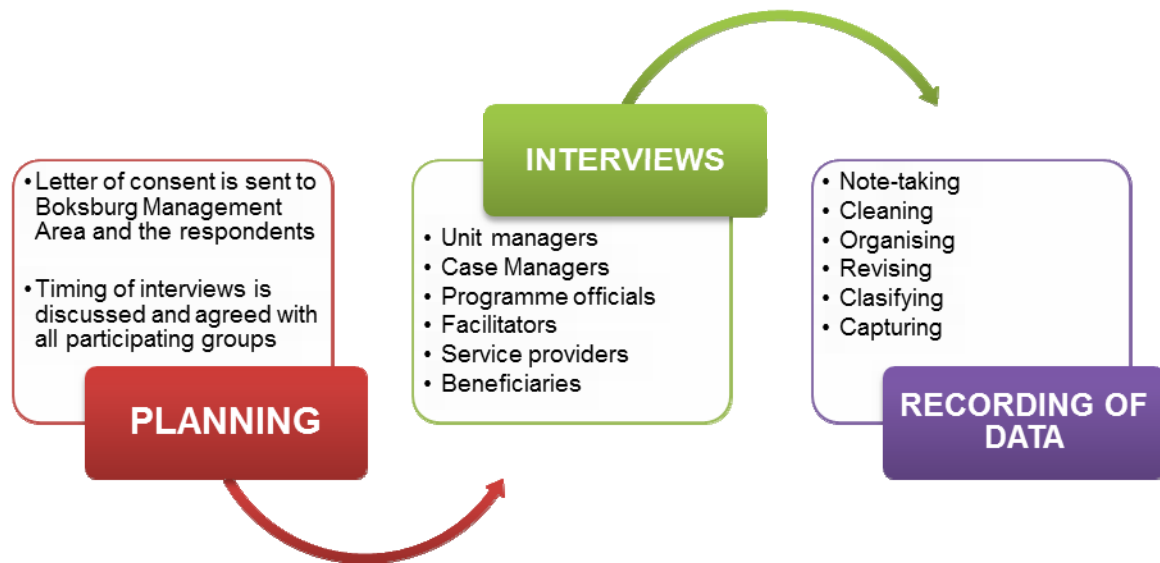 • Letter of consent is sent to
Boksburg Management
Area and the respondents
• Timing of interviews is
discussed and agreed with
all participating groups
PLANNING
INTERVIEWS
• Unit managers
• Case Managers
• Programme officials
• Facilitators
• Service providers
• Beneficiaries
• Note-taking
• Cleaning
• Organising
• Revising
• Clasifying
• Capturing
RECORDING OF
DATA